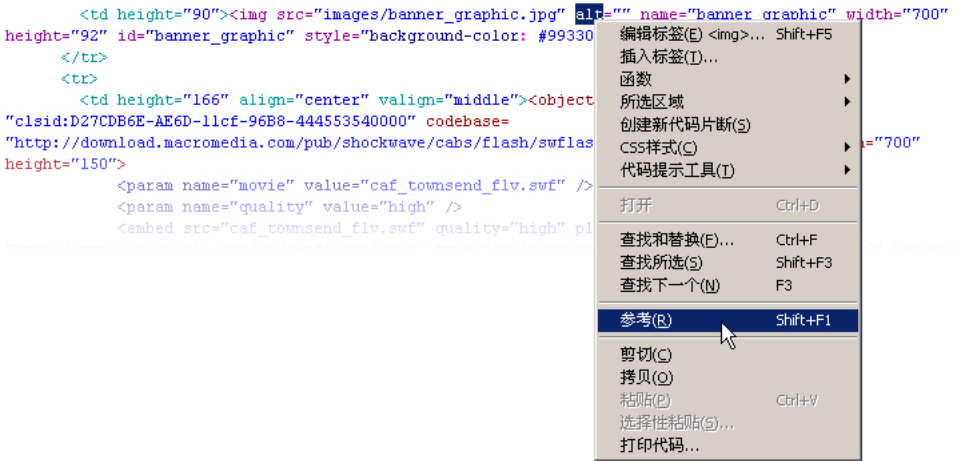 <td height="90"><img src="images/banner_graphic.jpg" alt="" name="banner_graphic" width="700"
height="92" id="banner_graphic" style="background-color: #99330
</tr>
<tr>
<td height="166" align="center" valign="middle"><object
"clsid:D27CDB6E-AE6D-11cf-96B8-444553540000" codebase=
"http://download.macromedia.com/pub/shockwave/cabs/flash/swflas ="700"
height="150">
<param name="movie" value="caf_townsend_flv.swf" />
<param name="quality" value="high" />
<embed src="caf_townsend_flv.swf" quality="high" pl
编辑标签(E) <img>... Shift+F5
插入标签(T)...
函数
所选区域
创建新代码片断(S)
CSS样式(C)
代码提示工具(T)
打开 Ctrl+D
查找和替换(F)... Ctrl+F
查找所选(S) Shift+F3
查找下一个(N) F3
参考(R) Shift+F1
剪切(C)
拷贝(O)
粘贴(P) Ctrl+V
选择性粘贴(S)...
打印代码...